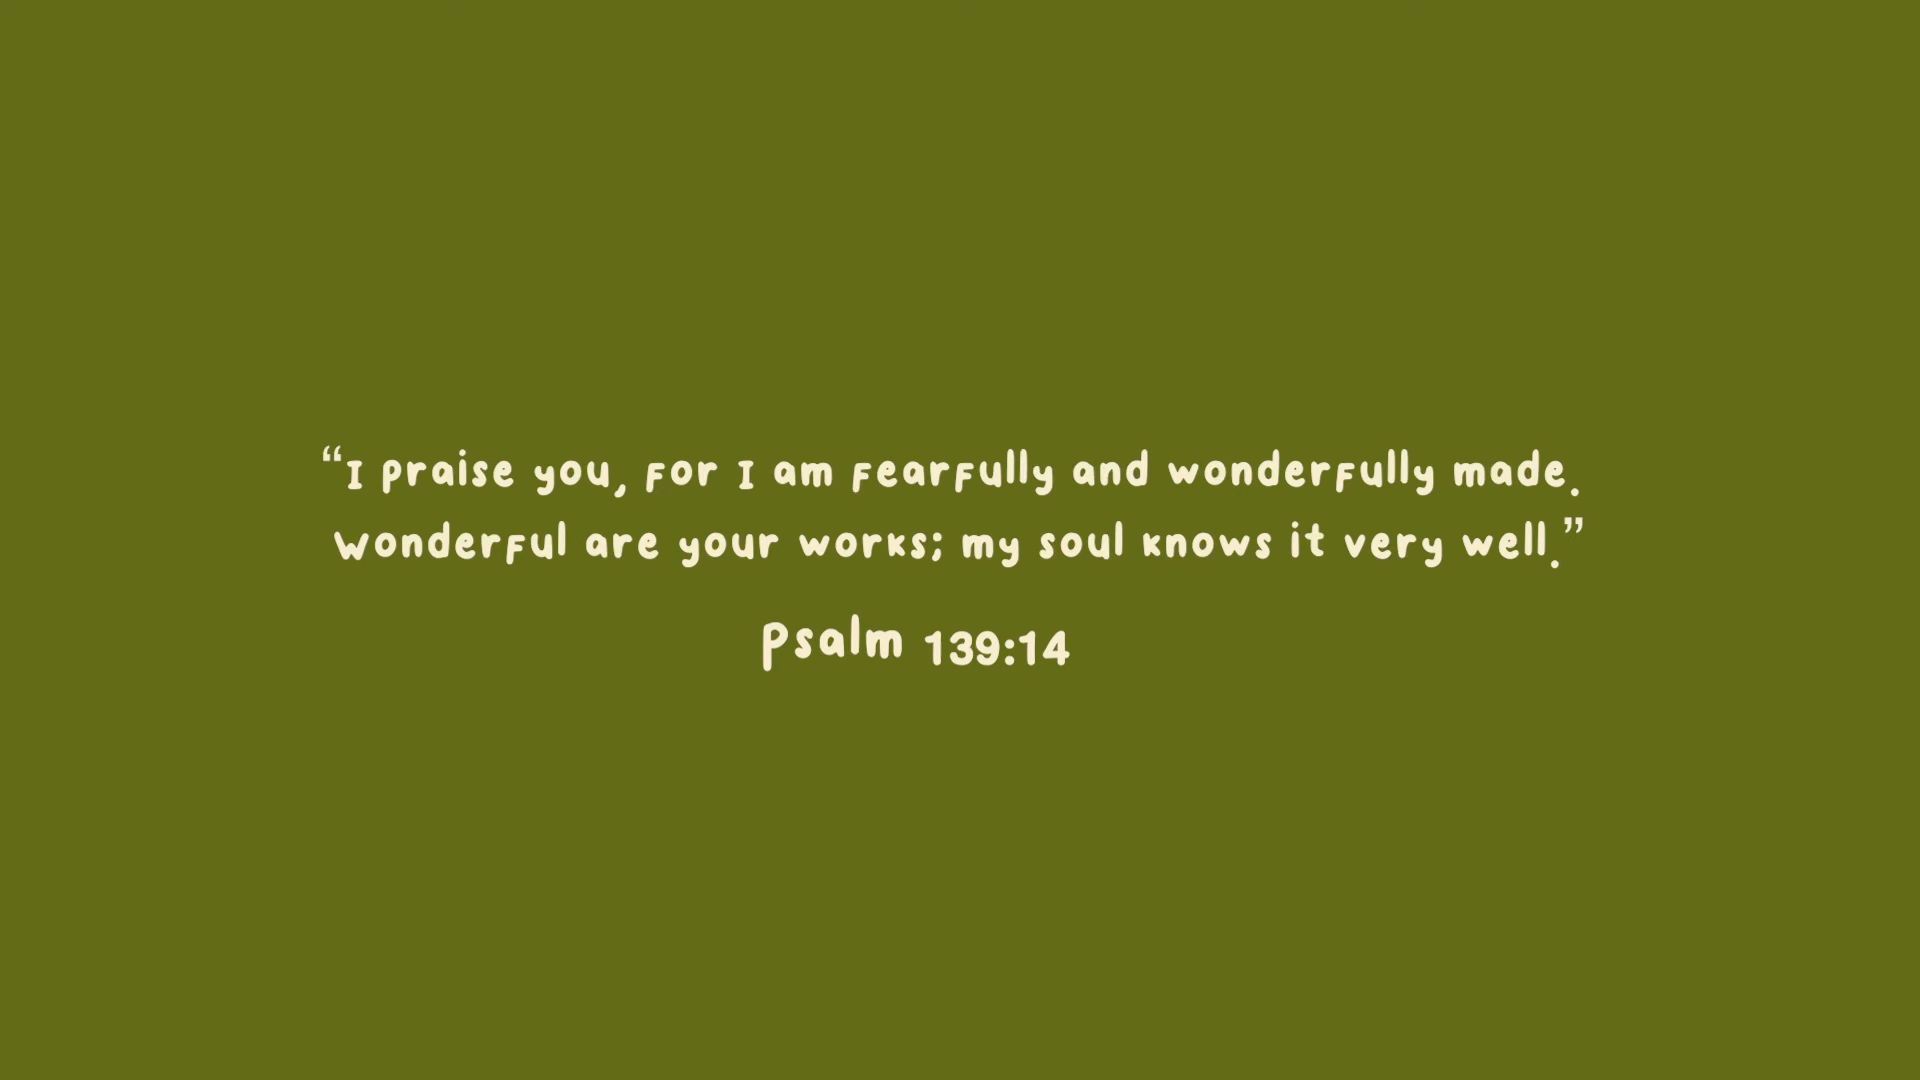 “I praise you, for I am fearfully and wonderfully made.
Wonderful are your works; my soul knows it very well.”
Psalm 139:14